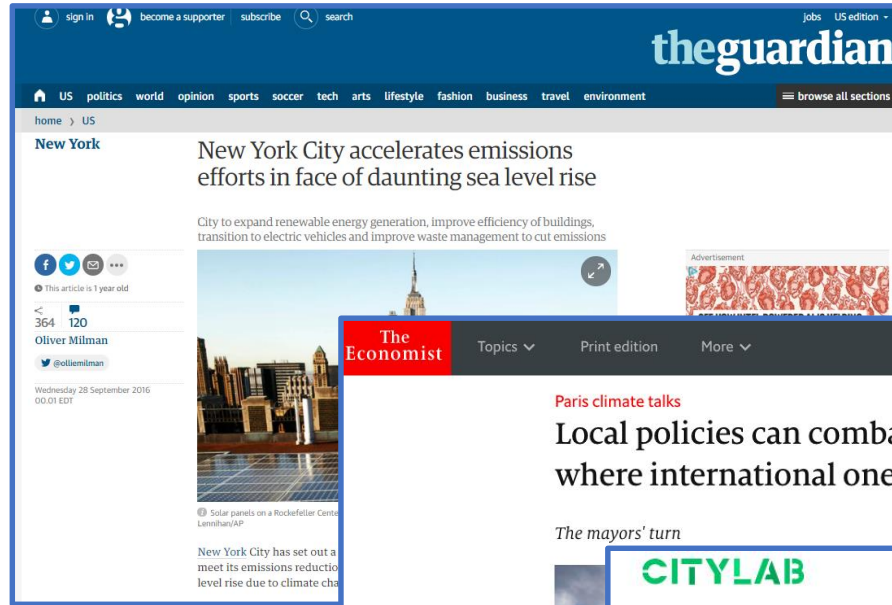 sign in become a supporter subscribe search jobs US edition
theguardian
US politics world opinion sports soccer tech arts lifestyle fashion business travel environment browse all sections
home > US
New York
New York City accelerates emissions
efforts in face of daunting sea level rise
City to expand renewable energy generation, improve efficiency of buildings,
transition to electric vehicles and improve waste management to cut emissions
This article is 1 year old
364 120
Oliver Milman
@olliemilman
Wednesday 28 September 2016
00.01 EDT
Advertisement
Solar panels on a Rockefeller Cente
Lennihan/AP
New York City has set out a
meet its emissions reductio
level rise due to climate cha
The
Economist
Topics Print edition More
Paris climate talks
Local policies can comba
where international one
The mayors' turn
CITYLAB